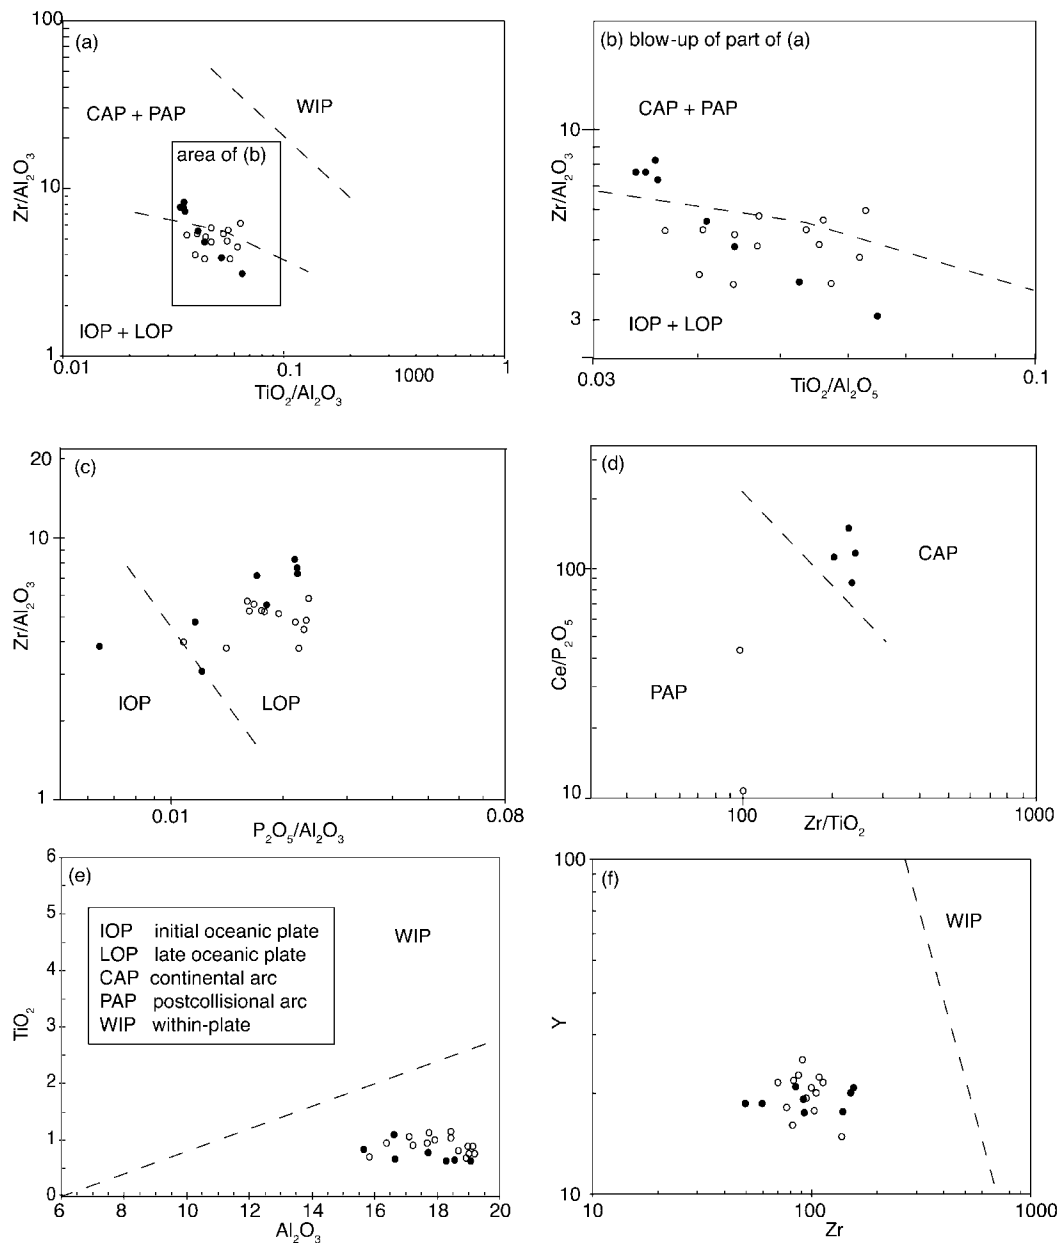 100
(a)
WIP
CAP + PAP
area of (b)
Zr/Al2O3
10
IOP + LOP
1
0.01
0.1
1000
1
TiO2/Al2O3
(b) blow-up of part of (a)
CAP + PAP
10
Zr/Al2O3
IOP + LOP
3
0.03
TiO2/Al2O5
0.1
20
(c)
10
Zr/Al2O3
IOP
LOP
1
0.01
0.08
P2O5/Al2O3
(d)
CAP
100
Ce/P2O5
PAP
10
100
1000
Zr/TiO2
6
(e)
5
WIP
IOP initial oceanic plate
LOP late oceanic plate
CAP continental arc
PAP postcollisional arc
WIP within-plate
4
TiO2
3
2
1
0
6 8 10 12 14 16 18 20
Al2O3
100
(f)
WIP
Y
10
10 100 1000
Zr